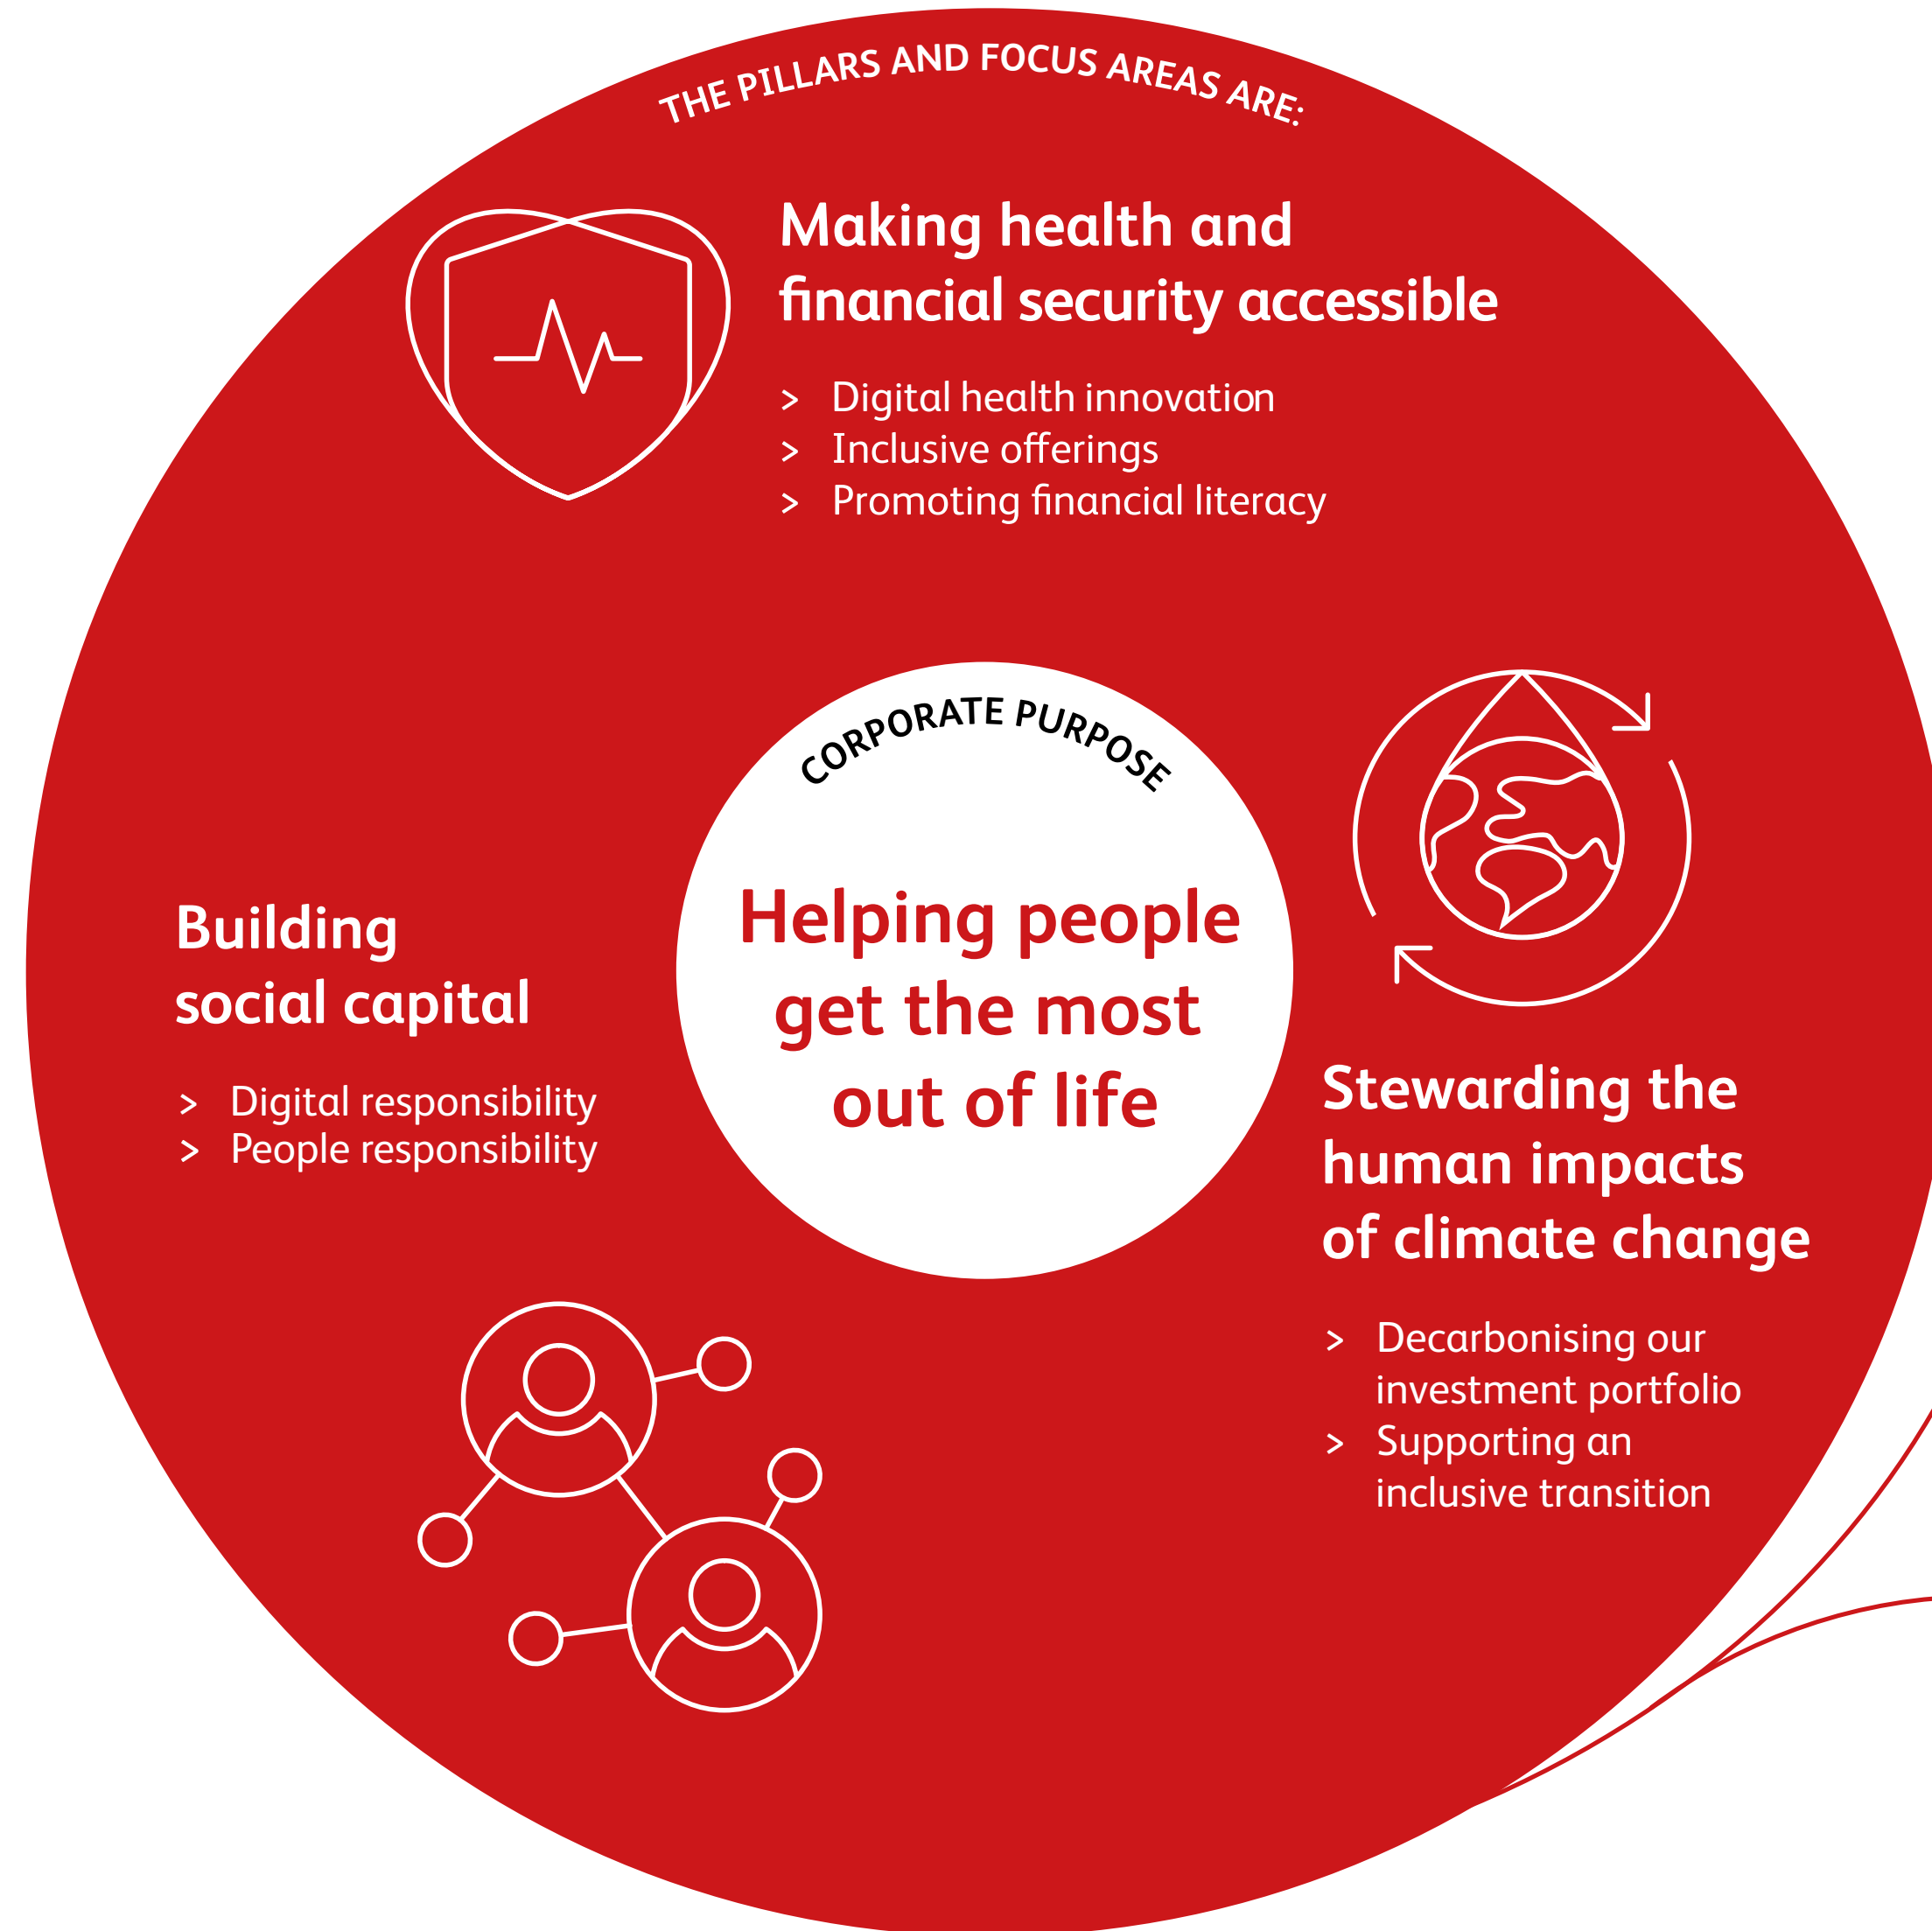 THE PILLARS AND FOCUS AREAS ARE:
Making health and
financial security accessible
> Digital health innovation
> Inclusive offerings
> Promoting financial literacy
CORPORATE PURPOSE
Helping people
get the most
out of life
Building
social capital
> Digital responsibility
> People responsibility
Stewarding the
human impacts
of climate change
> Decarbonising our
investment portfolio
> Supporting an
inclusive transition